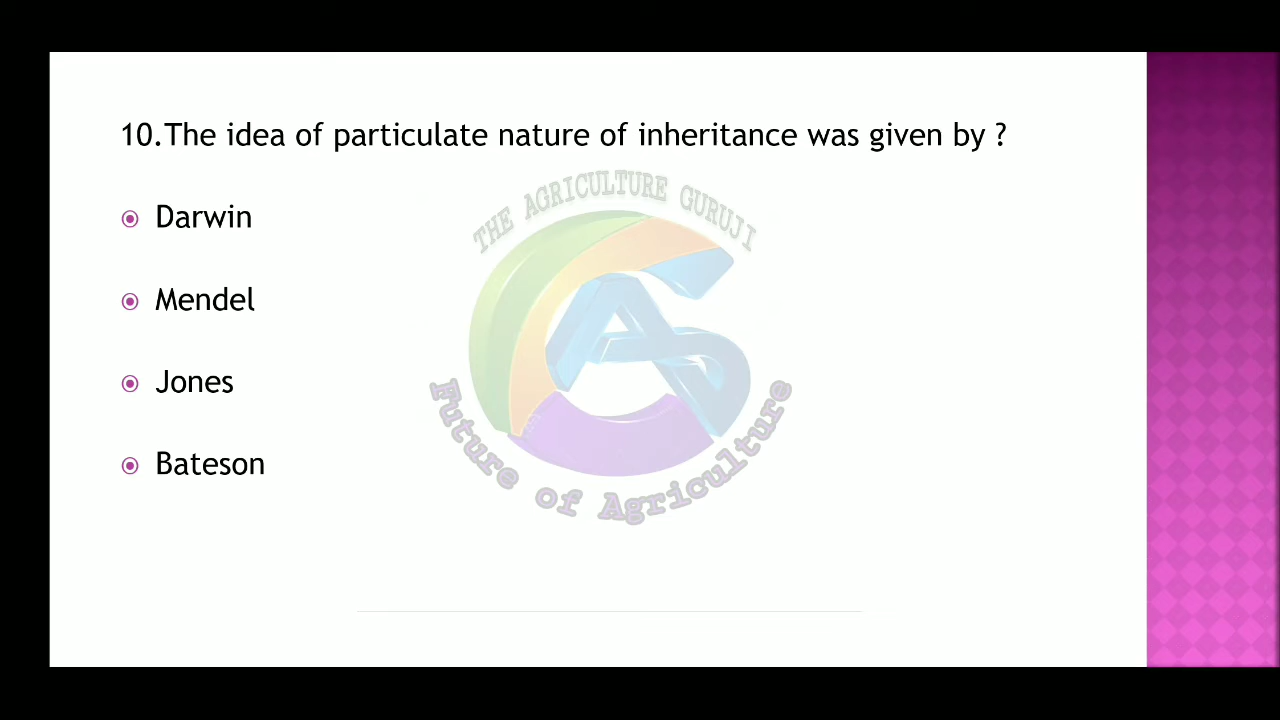 10.The idea of particulate nature of inheritance was given by ?
THE AGRICULTURE GURUJI
Darwin
Mendel
Jones
Bateson
Future of Agriculture